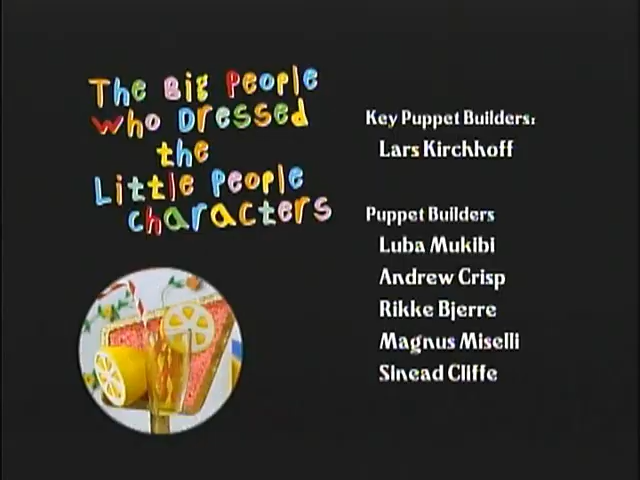 The Big People
who Dressed
the
Little People
characters
Key Puppet Builders:
Lars Kirchhoff
Puppet Builders
Luba Mukibi
Andrew Crisp
Rikke Bjerre
Magnus Miselli
Sinead Cliffe